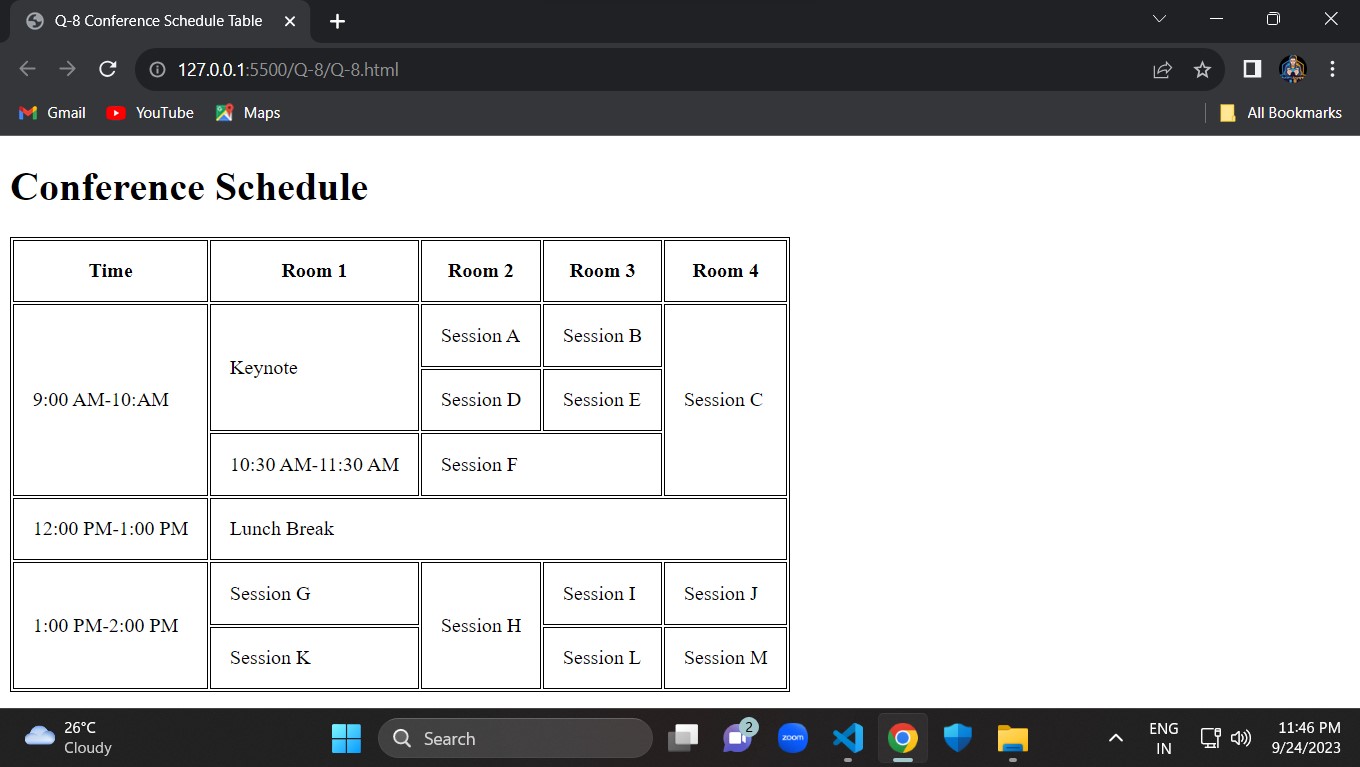 Q-8 Conference Schedule Table
127.0.0.1:5500/Q-8/Q-8.html
Gmail YouTube Maps All Bookmarks
Conference Schedule
Time Room 1 Room 2 Room 3 Room 4
Session A Session B
Keynote
9:00 AM-10:AM Session D Session E Session C
10:30 AM-11:30 AM Session F
12:00 PM-1:00 PM Lunch Break
Session G Session I Session J
1:00 PM-2:00 PM Session H
Session K Session L Session M
26°C
Cloudy
Search
2
zoom
ENG
IN
11:46 PM
9/24/2023